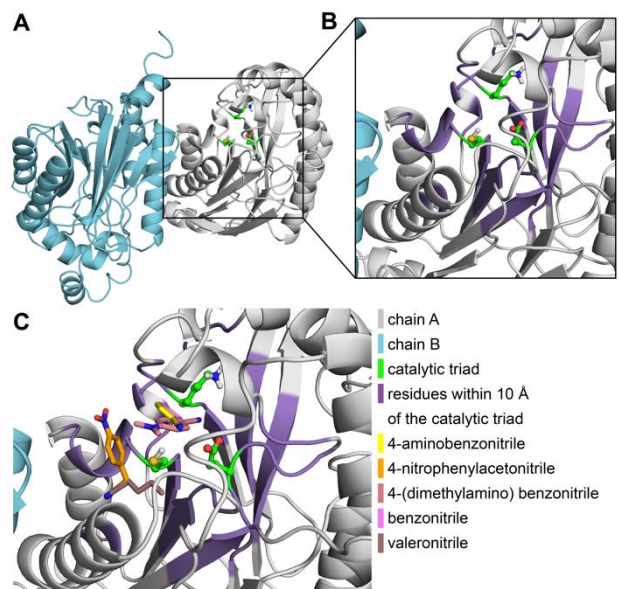 A
B
C
chain A
chain B
catalytic triad
residues within 10 Å
of the catalytic triad
4-aminobenzonitrile
4-nitrophenylacetonitrile
4-(dimethylamino) benzonitrile
benzonitrile
valeronitrile